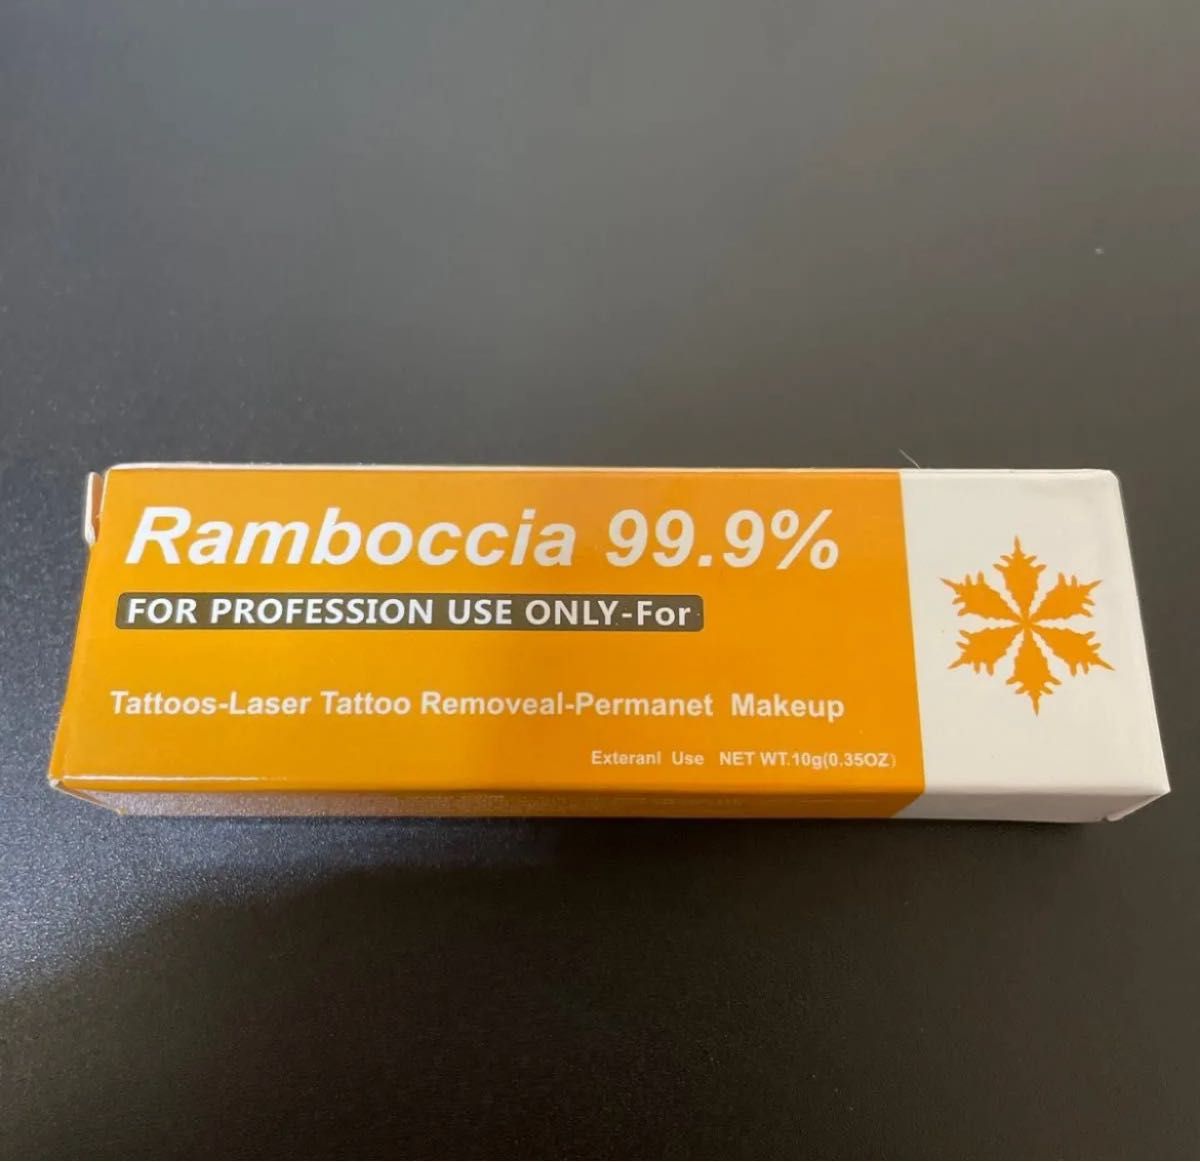 Ramboccia 99.9%
FOR PROFESSION USE ONLY-For
Tattoos-Laser Tattoo Removeal-Permanet Makeup
Exteranl Use NET WT.10g(0.35OZ)